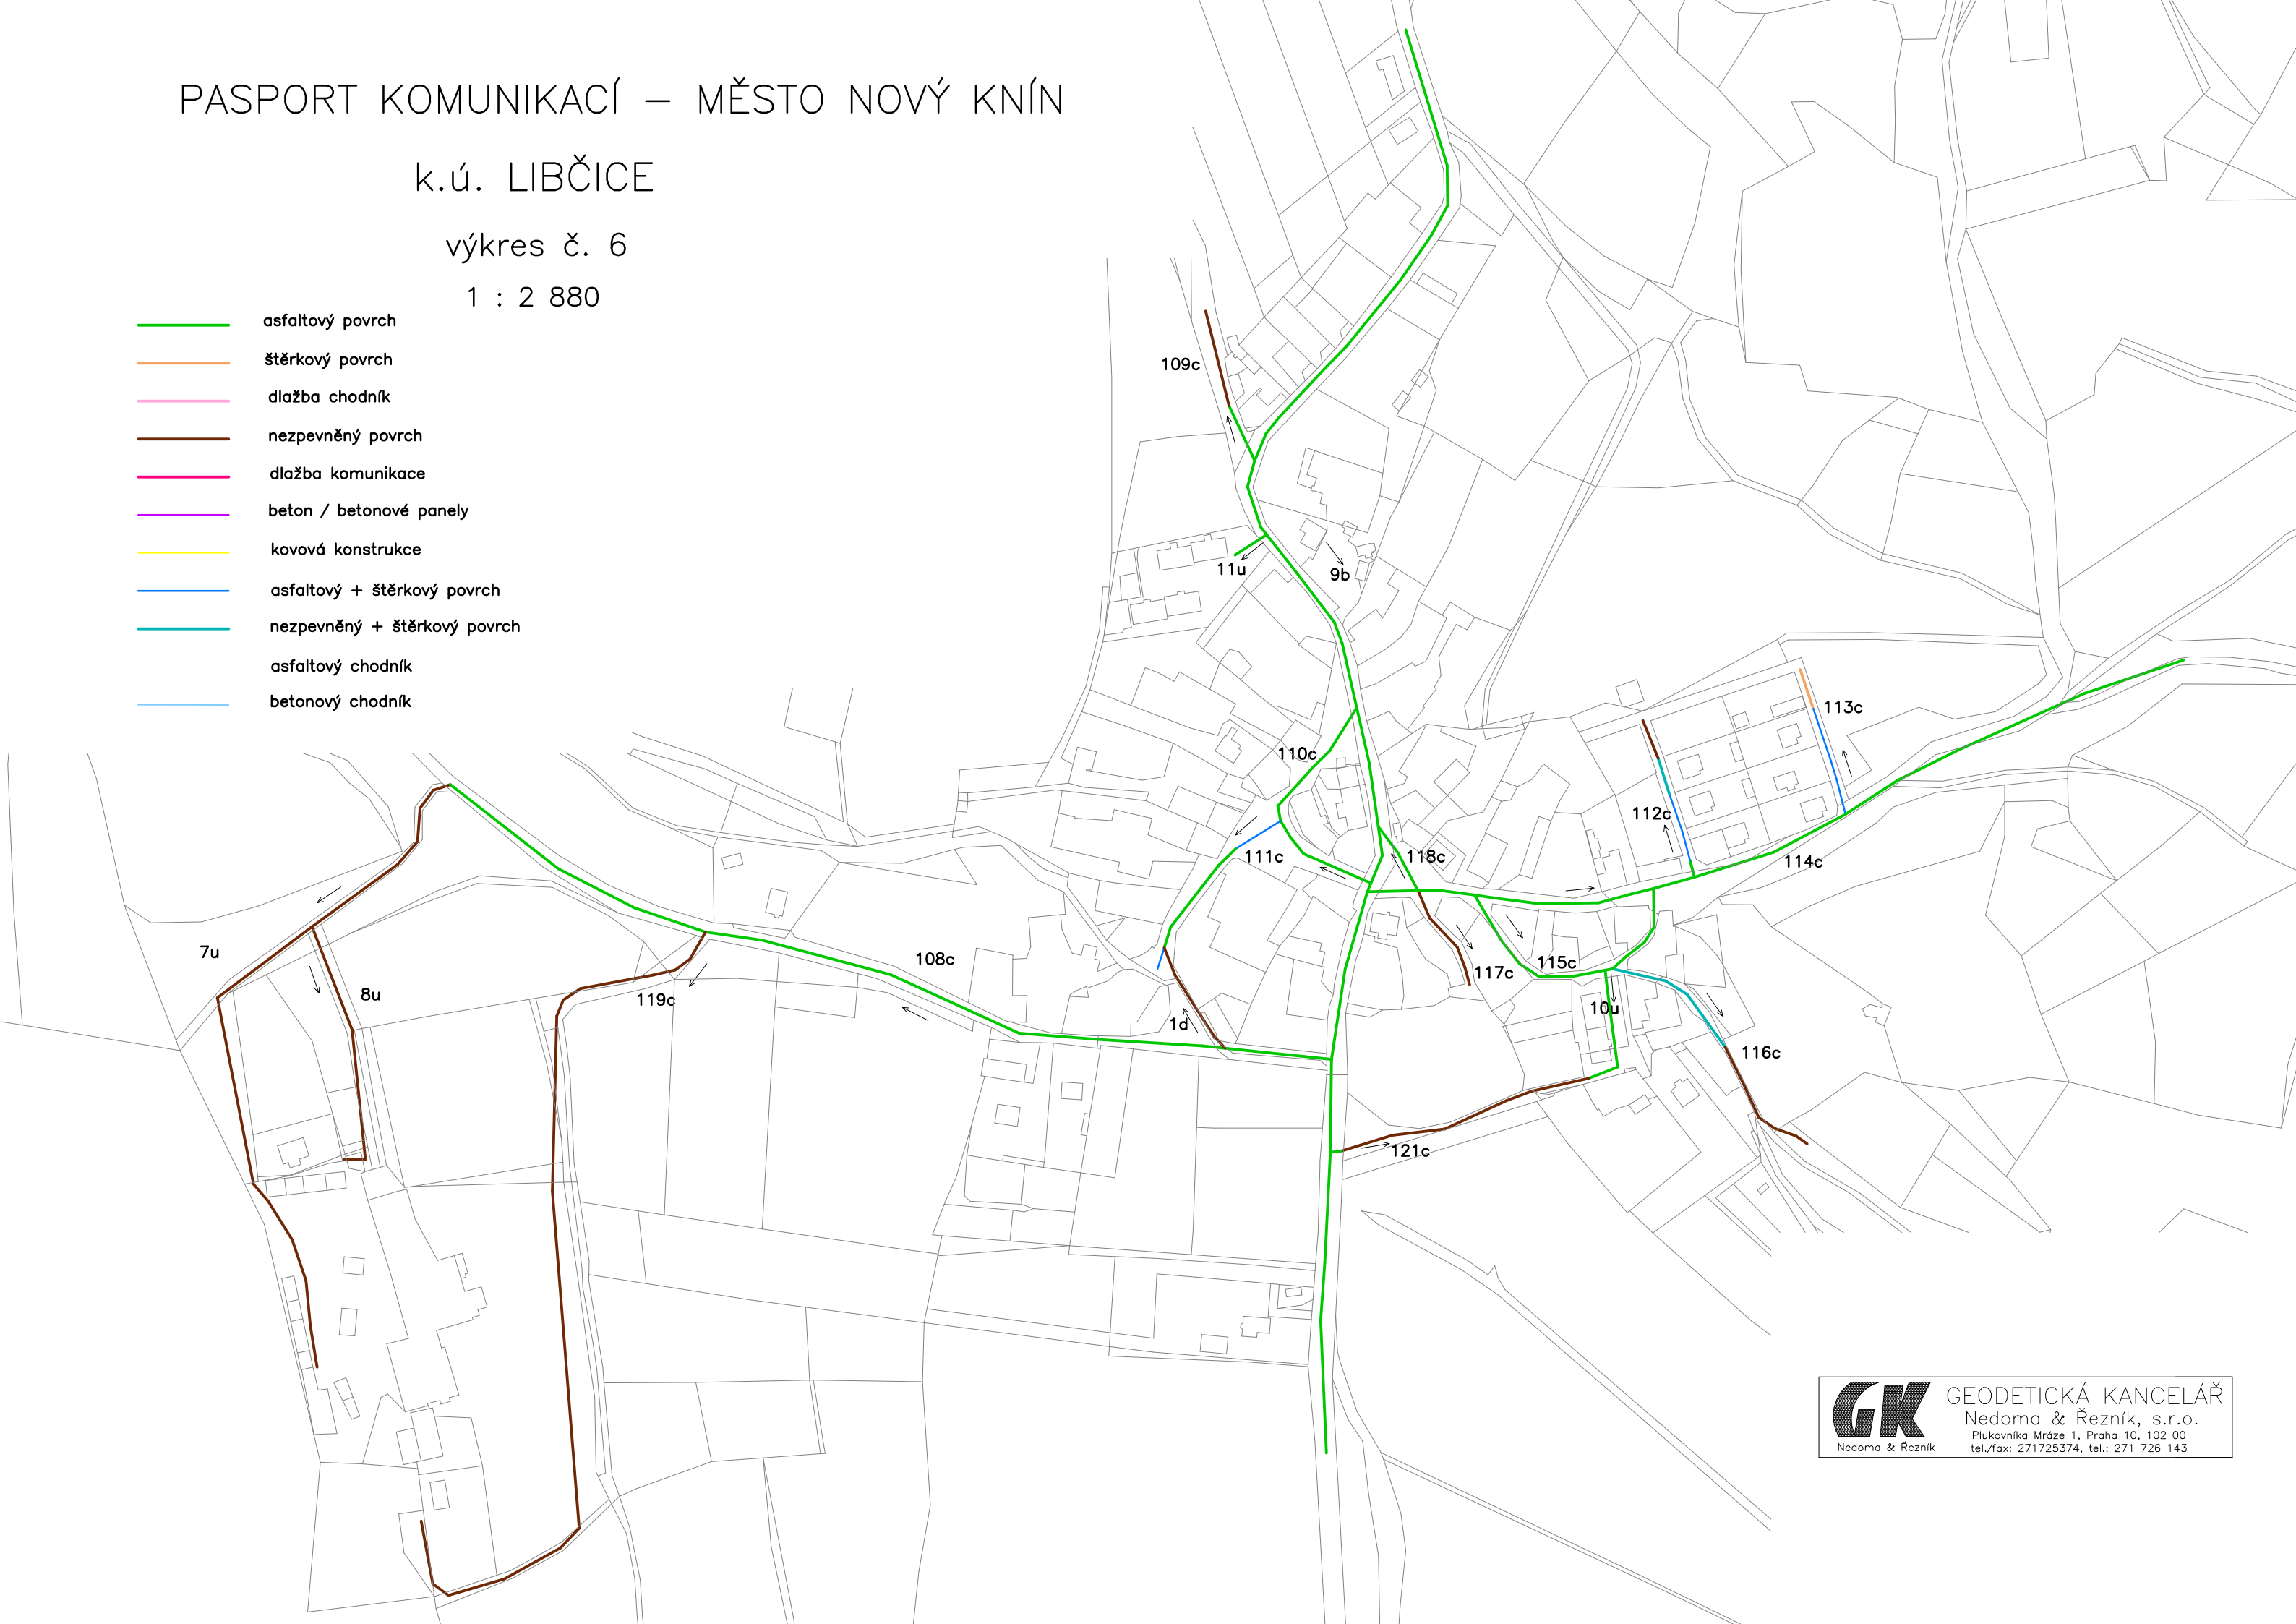 PASPORT KOMUNIKACÍ – MĚSTO NOVÝ KNÍN
k.ú. LIBČICE
výkres č. 6
1 : 2 880
asfaltový povrch
štěrkový povrch
dlažba chodník
nezpevněný povrch
dlažba komunikace
beton / betonové panely
kovová konstrukce
asfaltový + štěrkový povrch
nezpevněný + štěrkový povrch
asfaltový chodník
betonový chodník
109c
11u
9b
110c
113c
112c
111c
118c
114c
7u
108c
115c
117c
8u
119c
10u
1d
116c
121c
GK
Nedoma & Řezník
GEODETICKÁ KANCELÁŘ
Nedoma & Řezník, s.r.o.
Plukovníka Mráze 1, Praha 10, 102 00
tel./fax: 271725374, tel.: 271 726 143